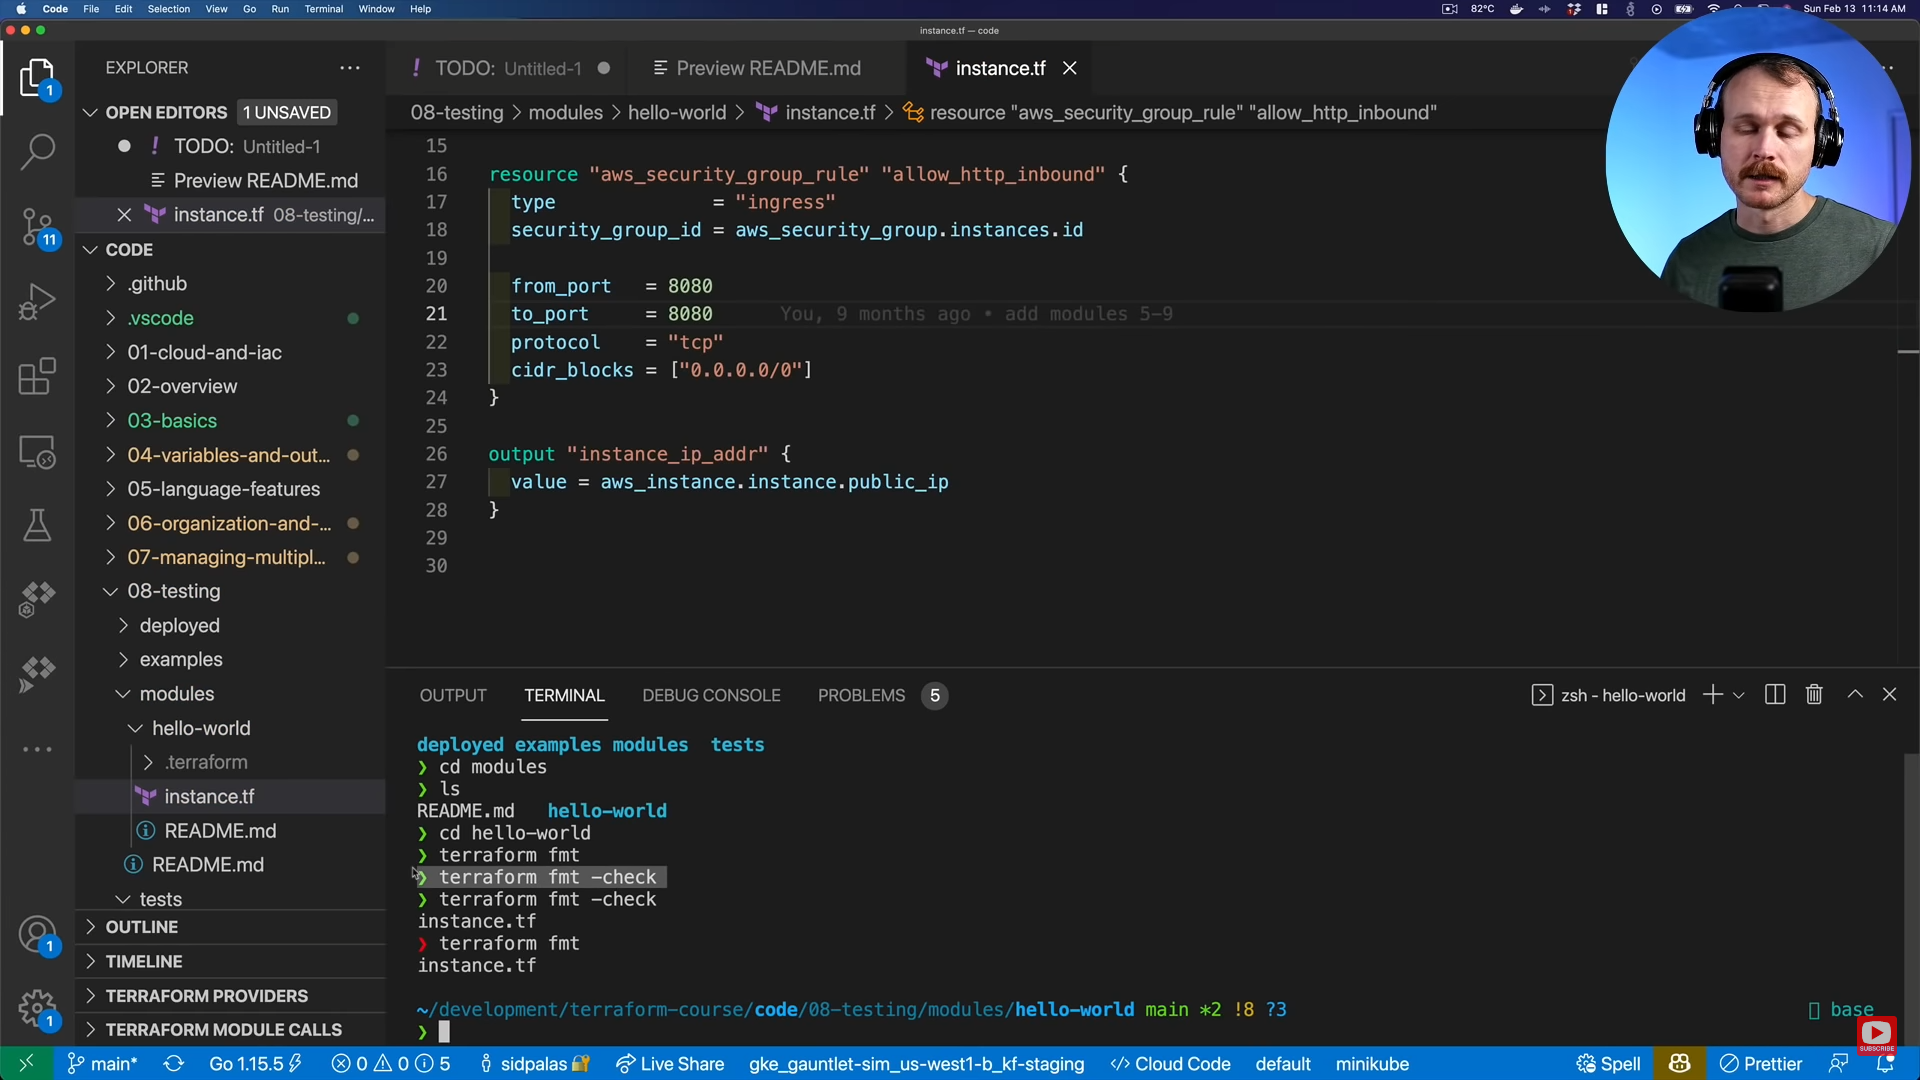 Code File Edit Selection View Go Run Terminal Window Help
82°C Sun Feb 13 11:14 AM
instance.tf — code
EXPLORER
TODO: Untitled-1
Preview README.md
instance.tf
OPEN EDITORS 1 UNSAVED
TODO: Untitled-1
Preview README.md
instance.tf 08-testing/...
08-testing > modules > hello-world > instance.tf > resource "aws_security_group_rule" "allow_http_inbound"
CODE
.github
.vscode
01-cloud-and-iac
02-overview
03-basics
04-variables-and-out...
05-language-features
06-organization-and-...
07-managing-multipl...
08-testing
deployed
examples
modules
hello-world
.terraform
instance.tf
README.md
README.md
tests
OUTLINE
TIMELINE
TERRAFORM PROVIDERS
TERRAFORM MODULE CALLS
1
11
1
1
15
16 resource "aws_security_group_rule" "allow_http_inbound" {
17 type = "ingress"
18 security_group_id = aws_security_group.instances.id
19
20 from_port = 8080
21 to_port = 8080 You, 9 months ago • add modules 5-9
22 protocol = "tcp"
23 cidr_blocks = ["0.0.0.0/0"]
24 }
25
26 output "instance_ip_addr" {
27 value = aws_instance.instance.public_ip
28 }
29
30
OUTPUT TERMINAL DEBUG CONSOLE PROBLEMS 5
zsh - hello-world
deployed examples modules tests
❯ cd modules
❯ ls
README.md hello-world
❯ cd hello-world
❯ terraform fmt
❯ terraform fmt -check
❯ terraform fmt -check
instance.tf
❯ terraform fmt
instance.tf
~/development/terraform-course/code/08-testing/modules/hello-world main *2 !8 ?3
base
❯
SUBSCRIBE
main* Go 1.15.5 0 0 5 sidpalas Live Share gke_gauntlet-sim_us-west1-b_kf-staging Cloud Code default minikube Spell Prettier